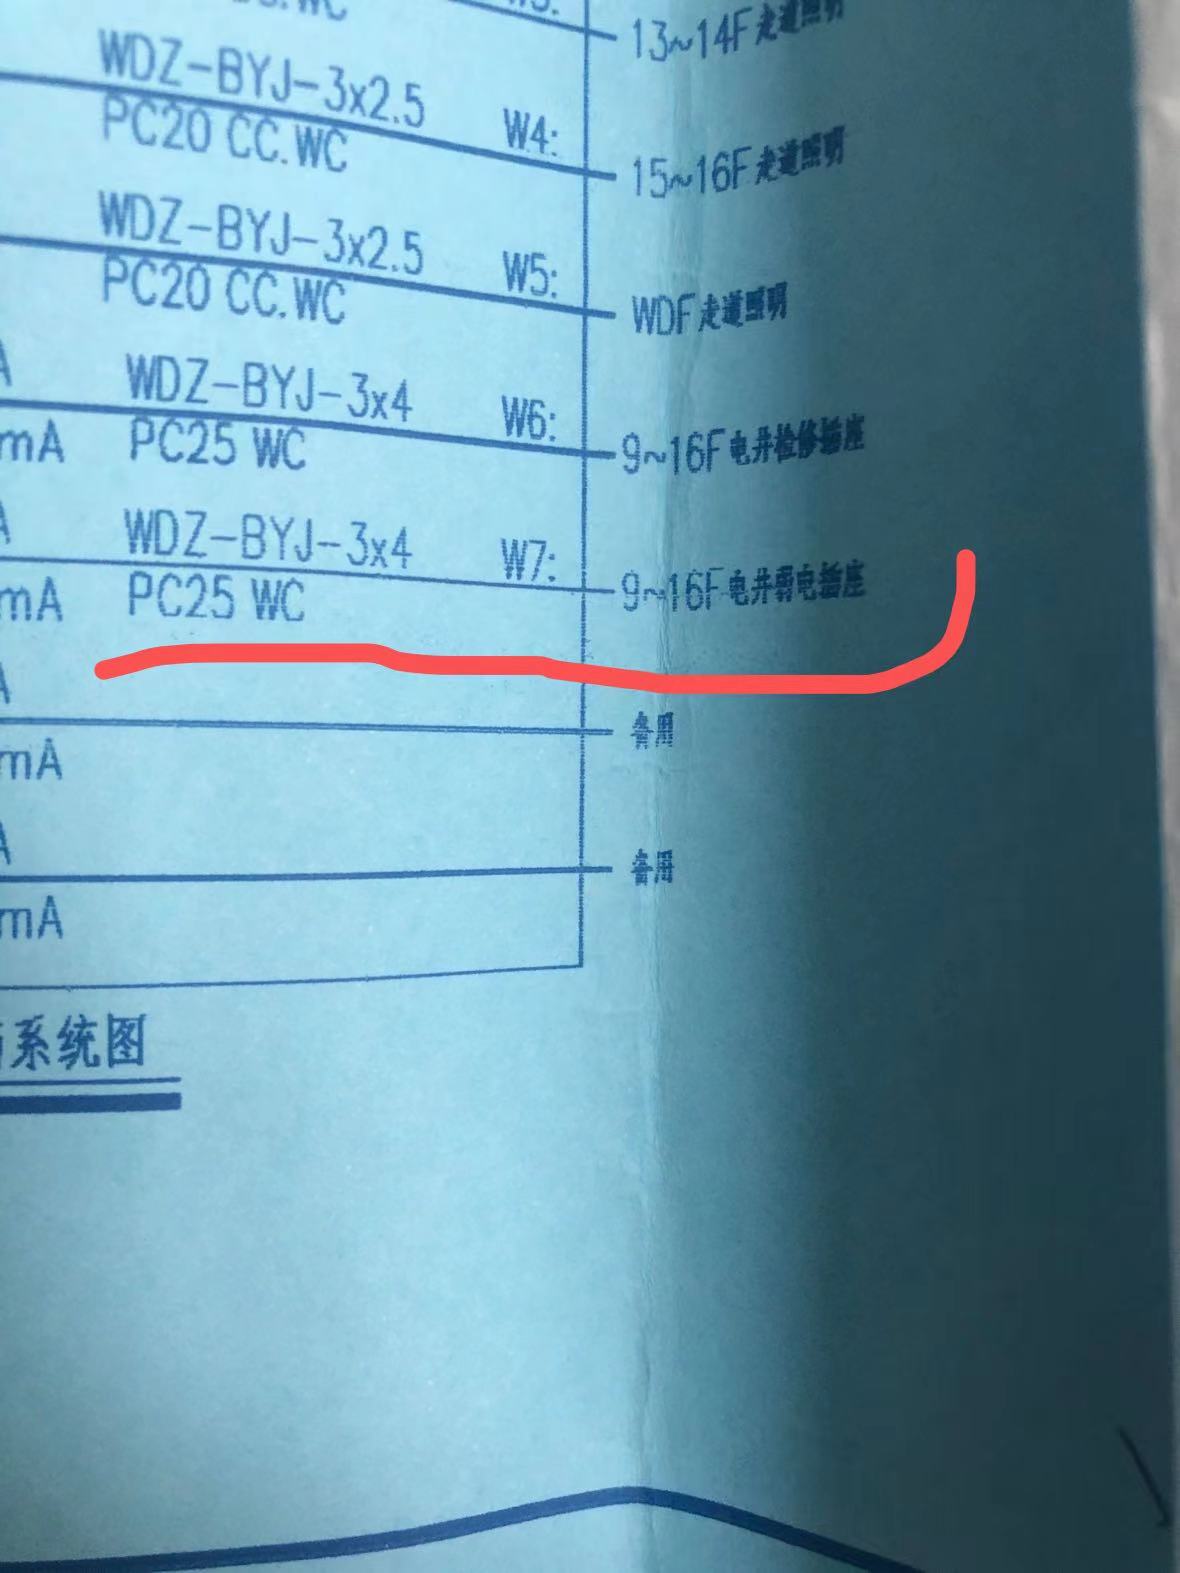 13~14F走道照明
WDZ-BYJ-3x2.5
W4:
PC20 CC.WC
15~16F走道照明
WDZ-BYJ-3x2.5
W5:
PC20 CC.WC
WDF走道照明
A
WDZ-BYJ-3x4
W6:
mA
PC25 WC
9~16F电井检修插座
A
WDZ-BYJ-3x4
W7:
mA
PC25 WC
9~16F电井弱电插座
A
备用
mA
A
备用
mA
系统图